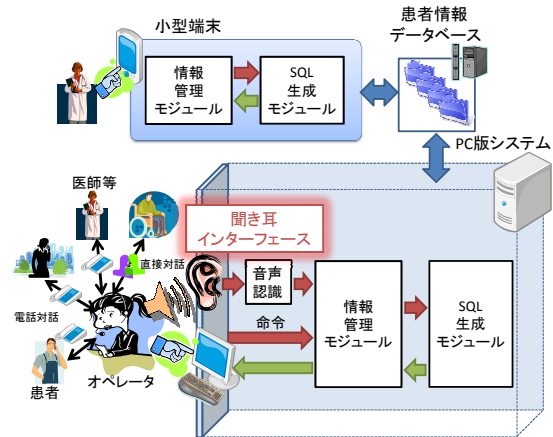 小型端末
患者情報
データベース
情報
管理
モジュール
SQL
生成
モジュール
PC版システム
医師等
聞き耳
インターフェース
直接対話
音声
認識
電話対話
命令
情報
管理
モジュール
SQL
生成
モジュール
患者
オペレータ